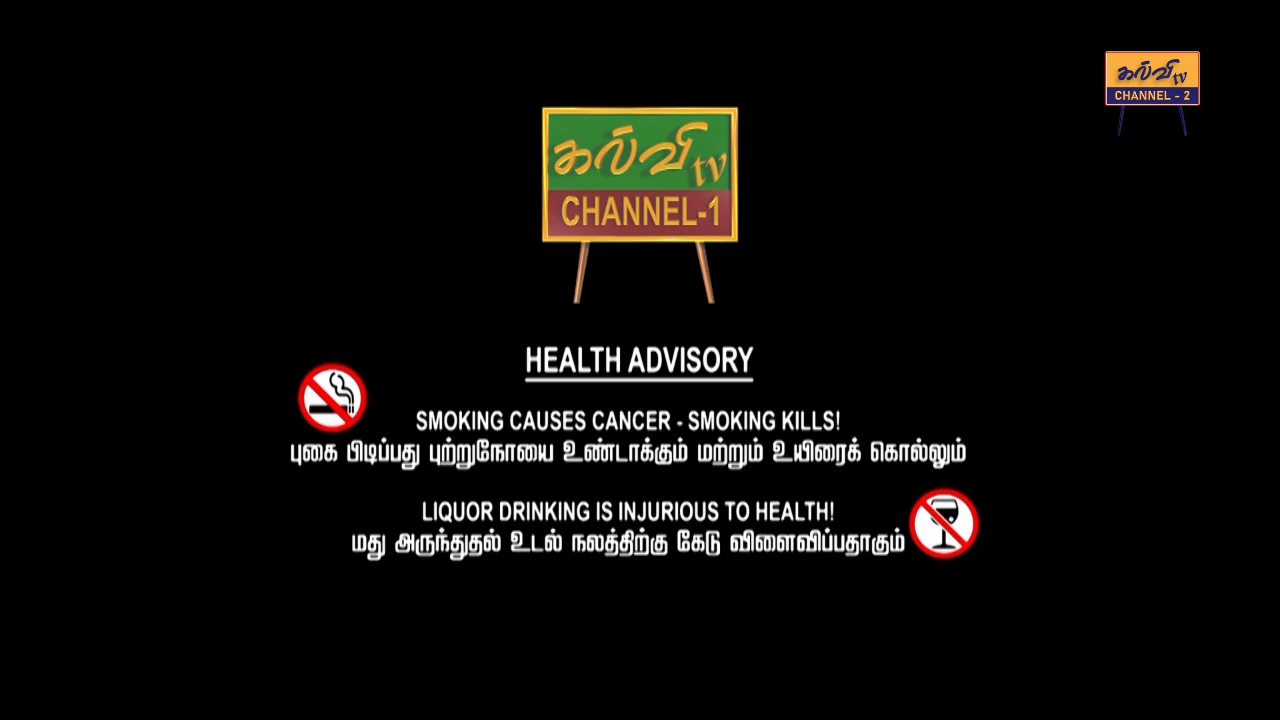 கல்வி tv
CHANNEL - 2
கல்வி tv
CHANNEL-1
HEALTH ADVISORY
SMOKING CAUSES CANCER - SMOKING KILLS!
புகை பிடிப்பது புற்றுநோயை உண்டாக்கும் மற்றும் உயிரைக் கொல்லும்
LIQUOR DRINKING IS INJURIOUS TO HEALTH!
மது அருந்துதல் உடல் நலத்திற்கு கேடு விளைவிப்பதாகும்